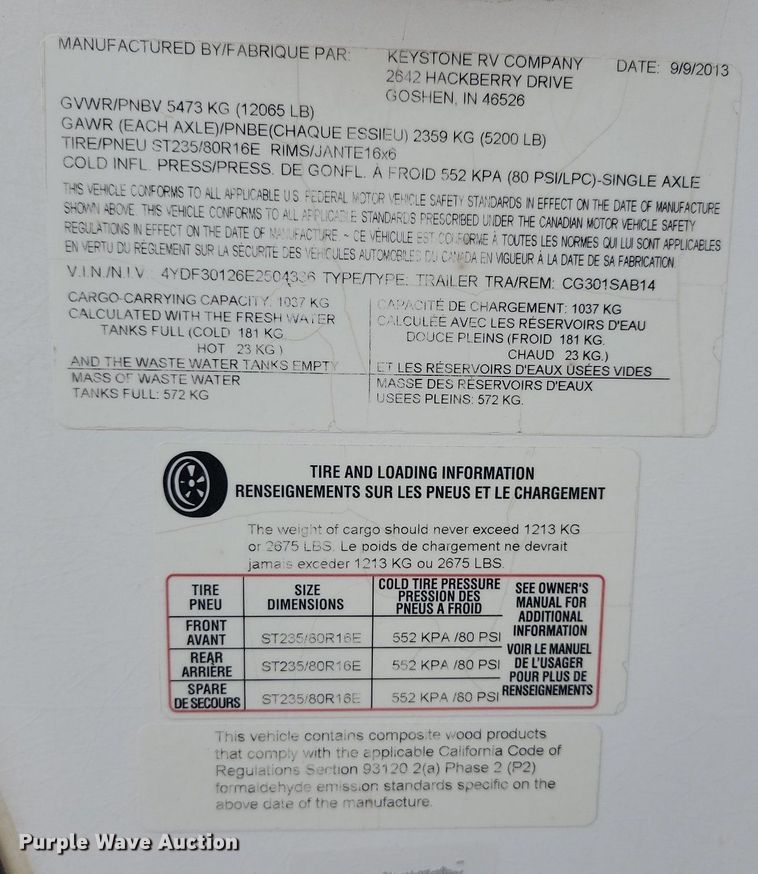 MANUFACTURED BY/FABRIQUE PAR: KEYSTONE RV COMPANY DATE: 9/9/2013
2642 HACKBERRY DRIVE
GOSHEN, IN 46526
GVWR/PNBV 5473 KG (12065 LB)
GAWR (EACH AXLE)/PNBE(CHAQUE ESSIEU) 2359 KG (5200 LB)
TIRE/PNEU ST235/80R16E RIMS/JANTE16x6
COLD INFL. PRESS/PRESS. DE GONFL. A FROID 552 KPA (80 PSI/LPC)-SINGLE AXLE
THIS VEHICLE CONFORMS TO ALL APPLICABLE U.S. FEDERAL MOTOR VEHICLE SAFETY STANDARDS IN EFFECT ON THE DATE OF MANUFACTURE
SHOWN ABOVE. THIS VEHICLE CONFORMS TO ALL APPLICABLE STANDARDS PRESCRIBED UNDER THE CANADIAN MOTOR VEHICLE SAFETY
REGULATIONS IN EFFECT ON THE DATE OF MANUFACTURE ~ CE VÉHICULE EST CONFORME À TOUTES LES NORMES QUI LUI SONT APPLICABLES
EN VERTU DU RÈGLEMENT SUR LA SÉCURITÉ DES VÉHICULES AUTOMOBILES DU CANADA EN VIGUEUR À LA DATE DE SA FABRICATION.
V.I.N./N.I.V.: 4YDF30126E2504336 TYPE/TYPE: TRAILER TRA/REM: CG301SAB14
CARGO-CARRYING CAPACITY: 1037 KG
CALCULATED WITH THE FRESH WATER
TANKS FULL (COLD 181 KG
HOT 23 KG )
AND THE WASTE WATER TANKS EMPTY
MASS OF WASTE WATER
TANKS FULL: 572 KG
CAPACITÉ DE CHARGEMENT: 1037 KG
CALCULÉE AVEC LES RÉSERVOIRS D'EAU
DOUCE PLEINS (FROID 181 KG.
CHAUD 23 KG.)
ET LES RÉSERVOIRS D'EAUX USÉES VIDES
MASSE DES RÉSERVOIRS D'EAUX
USÉES PLEINS: 572 KG.
TIRE AND LOADING INFORMATION
RENSEIGNEMENTS SUR LES PNEUS ET LE CHARGEMENT
The weight of cargo should never exceed 1213 KG
or 2675 LBS. Le poids de chargement ne devrait
jamais exceder 1213 KG ou 2675 LBS.
TIRE
PNEU
SIZE
DIMENSIONS
COLD TIRE PRESSURE
PRESSION DES
PNEUS A FROID
FRONT
AVANT
ST235/80R16E
552 KPA /80 PSI
REAR
ARRIÈRE
ST235/80R16E
552 KPA /80 PSI
SPARE
DE SECOURS
ST235/80R16E
552 KPA /80 PSI
SEE OWNER'S
MANUAL FOR
ADDITIONAL
INFORMATION
VOIR LE MANUEL
DE L'USAGER
POUR PLUS DE
RENSEIGNEMENTS
This vehicle contains composite wood products
that comply with the applicable California Code of
Regulations Section 93120 2(a) Phase 2 (P2)
formaldehyde emission standards specific on the
above date of the manufacture.
Purple Wave Auction